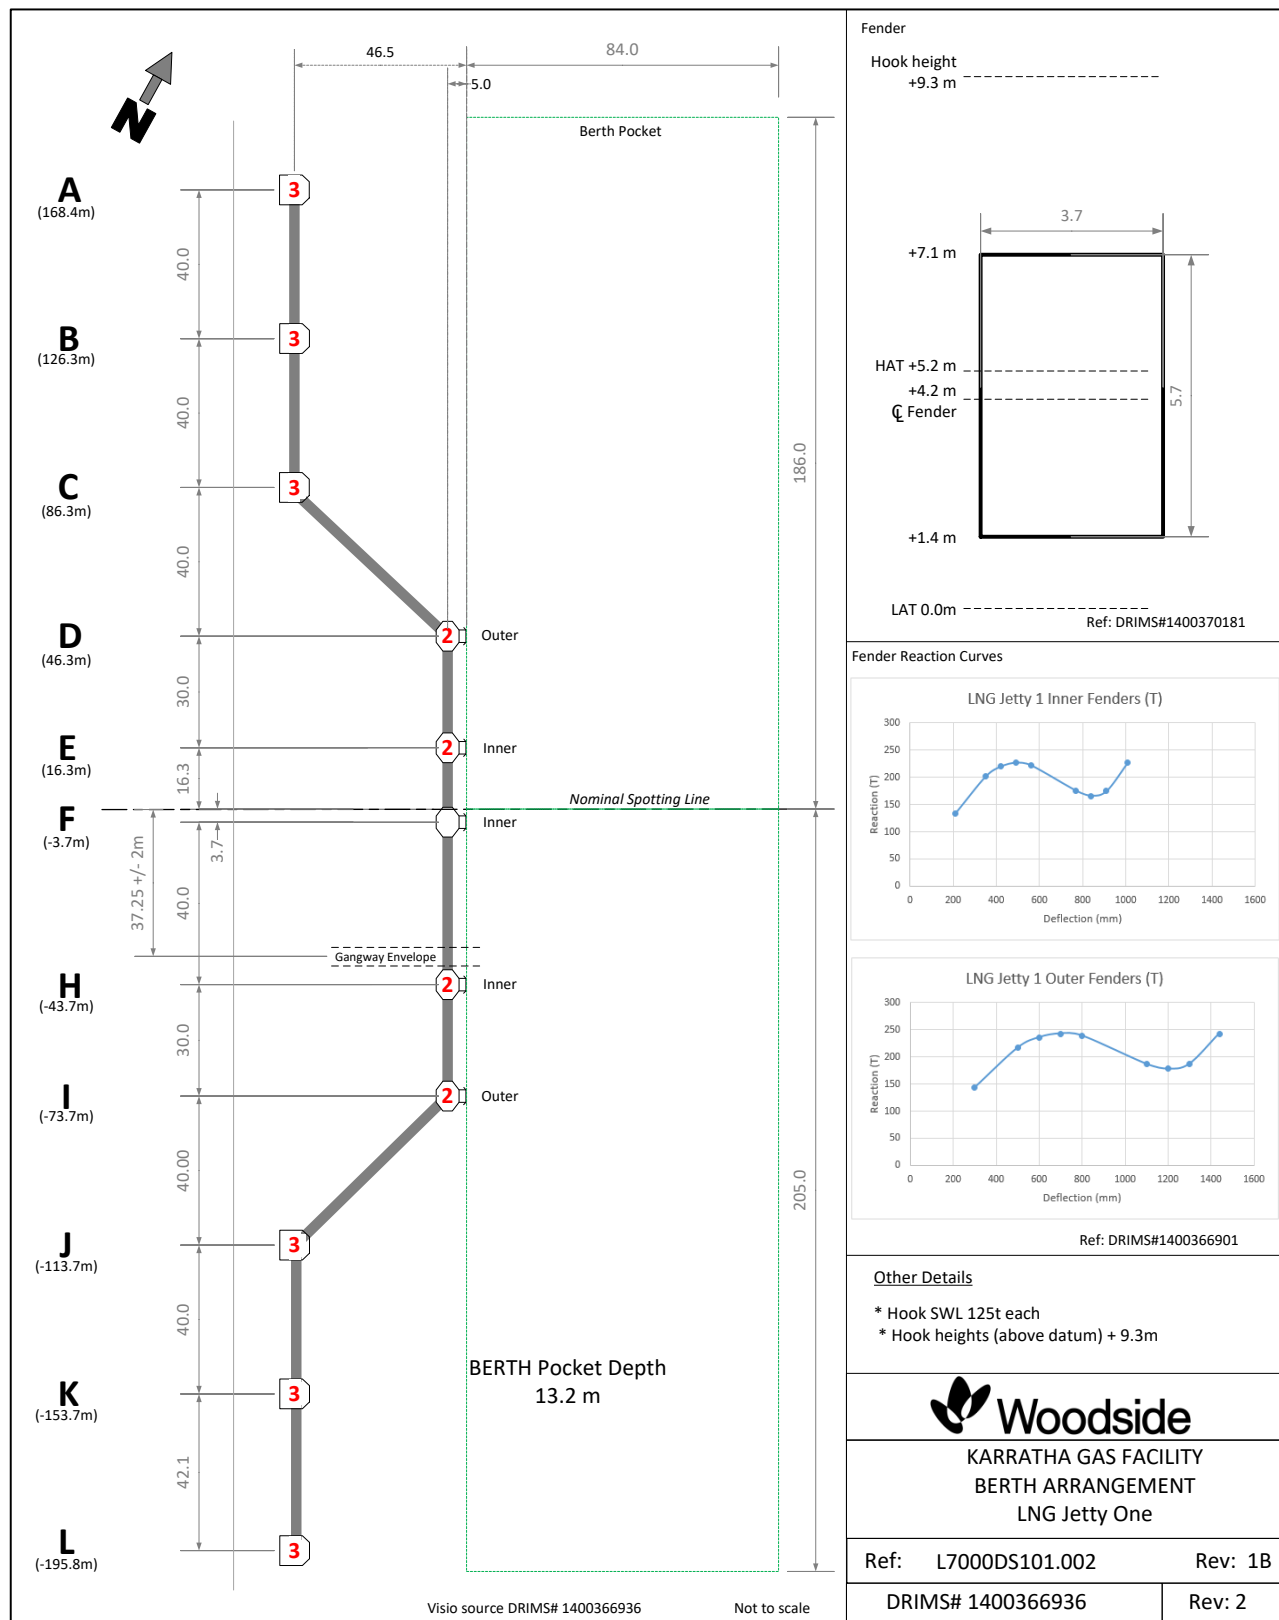 46.5
84.0
5.0
N
Berth Pocket
A
(168.4m)
3
40.0
B
(126.3m)
3
40.0
186.0
C
(86.3m)
3
40.0
D
(46.3m)
2
Outer
30.0
E
(16.3m)
2
Inner
16.3
Nominal Spotting Line
F
(-3.7m)
Inner
3.7
37.25 +/- 2m
40.0
Gangway Envelope
H
(-43.7m)
2
Inner
30.0
I
(-73.7m)
2
Outer
40.00
205.0
J
(-113.7m)
3
40.0
BERTH Pocket Depth
13.2 m
K
(-153.7m)
3
42.1
L
(-195.8m)
3
Visio source DRIMS# 1400366936
Not to scale
Fender
Hook height
+9.3 m
3.7
+7.1 m
HAT +5.2 m
+4.2 m
℄ Fender
5.7
+1.4 m
LAT 0.0m
Ref: DRIMS#1400370181
Fender Reaction Curves
LNG Jetty 1 Inner Fenders (T)
300
250
200
150
100
50
0
Reaction (T)
0 200 400 600 800 1000 1200 1400 1600
Deflection (mm)
LNG Jetty 1 Outer Fenders (T)
300
250
200
150
100
50
0
Reaction (T)
0 200 400 600 800 1000 1200 1400 1600
Deflection (mm)
Ref: DRIMS#1400366901
Other Details
* Hook SWL 125t each
* Hook heights (above datum) + 9.3m
Woodside
KARRATHA GAS FACILITY
BERTH ARRANGEMENT
LNG Jetty One
Ref: L7000DS101.002 Rev: 1B
DRIMS# 1400366936 Rev: 2